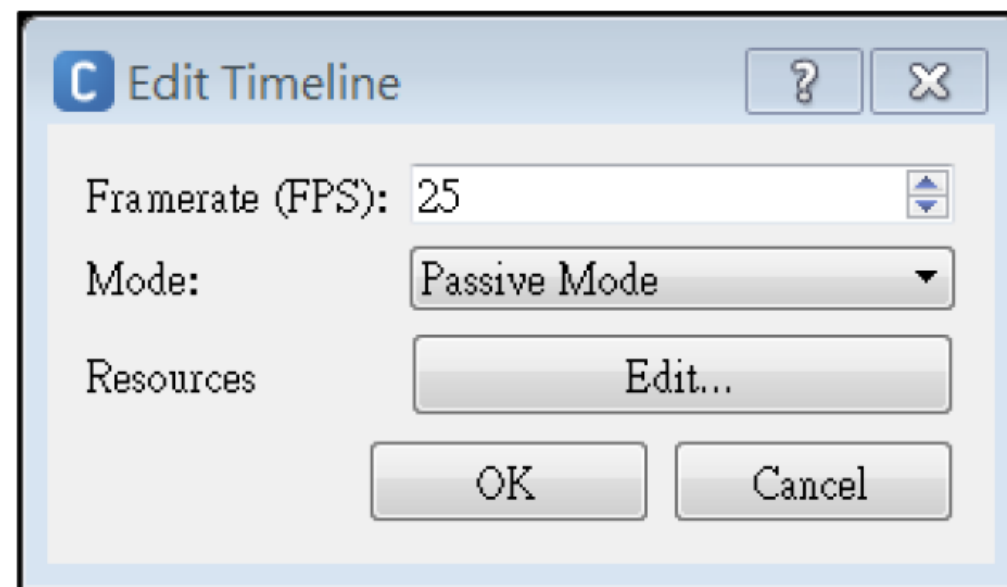 C Edit Timeline ?
Framerate (FPS): 25
Mode: Passive Mode
Resources Edit...
OK Cancel